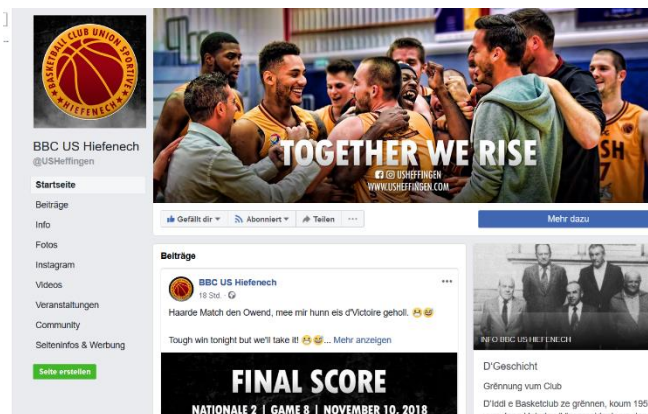 BASKETBALL CLUB UNION SPORTIVE
HIEFENECH
BBC US Hiefenech
@USHeffingen
Startseite
Beiträge
Info
Fotos
Instagram
Videos
Veranstaltungen
Community
Seiteninfos & Werbung
Seite erstellen
TOGETHER WE RISE
USHEFFINGEN
WWW.USHEFFINGEN.COM
SH
Gefällt dir
Abonniert
Teilen
Mehr dazu
Beiträge
BBC US Hiefenech
18 Std. ·
Haarde Match den Owend, mee mir hunn eis d'Victoire geholl.
Tough win tonight but we'll take it! ... Mehr anzeigen
FINAL SCORE
NATIONALE 2 | GAME 8 | NOVEMBER 10, 2018
INFO BBC US HIEFENECH
D'Geschicht
Grënnung vum Club
D'Iddi e Basketclub ze grënnen, koum 195